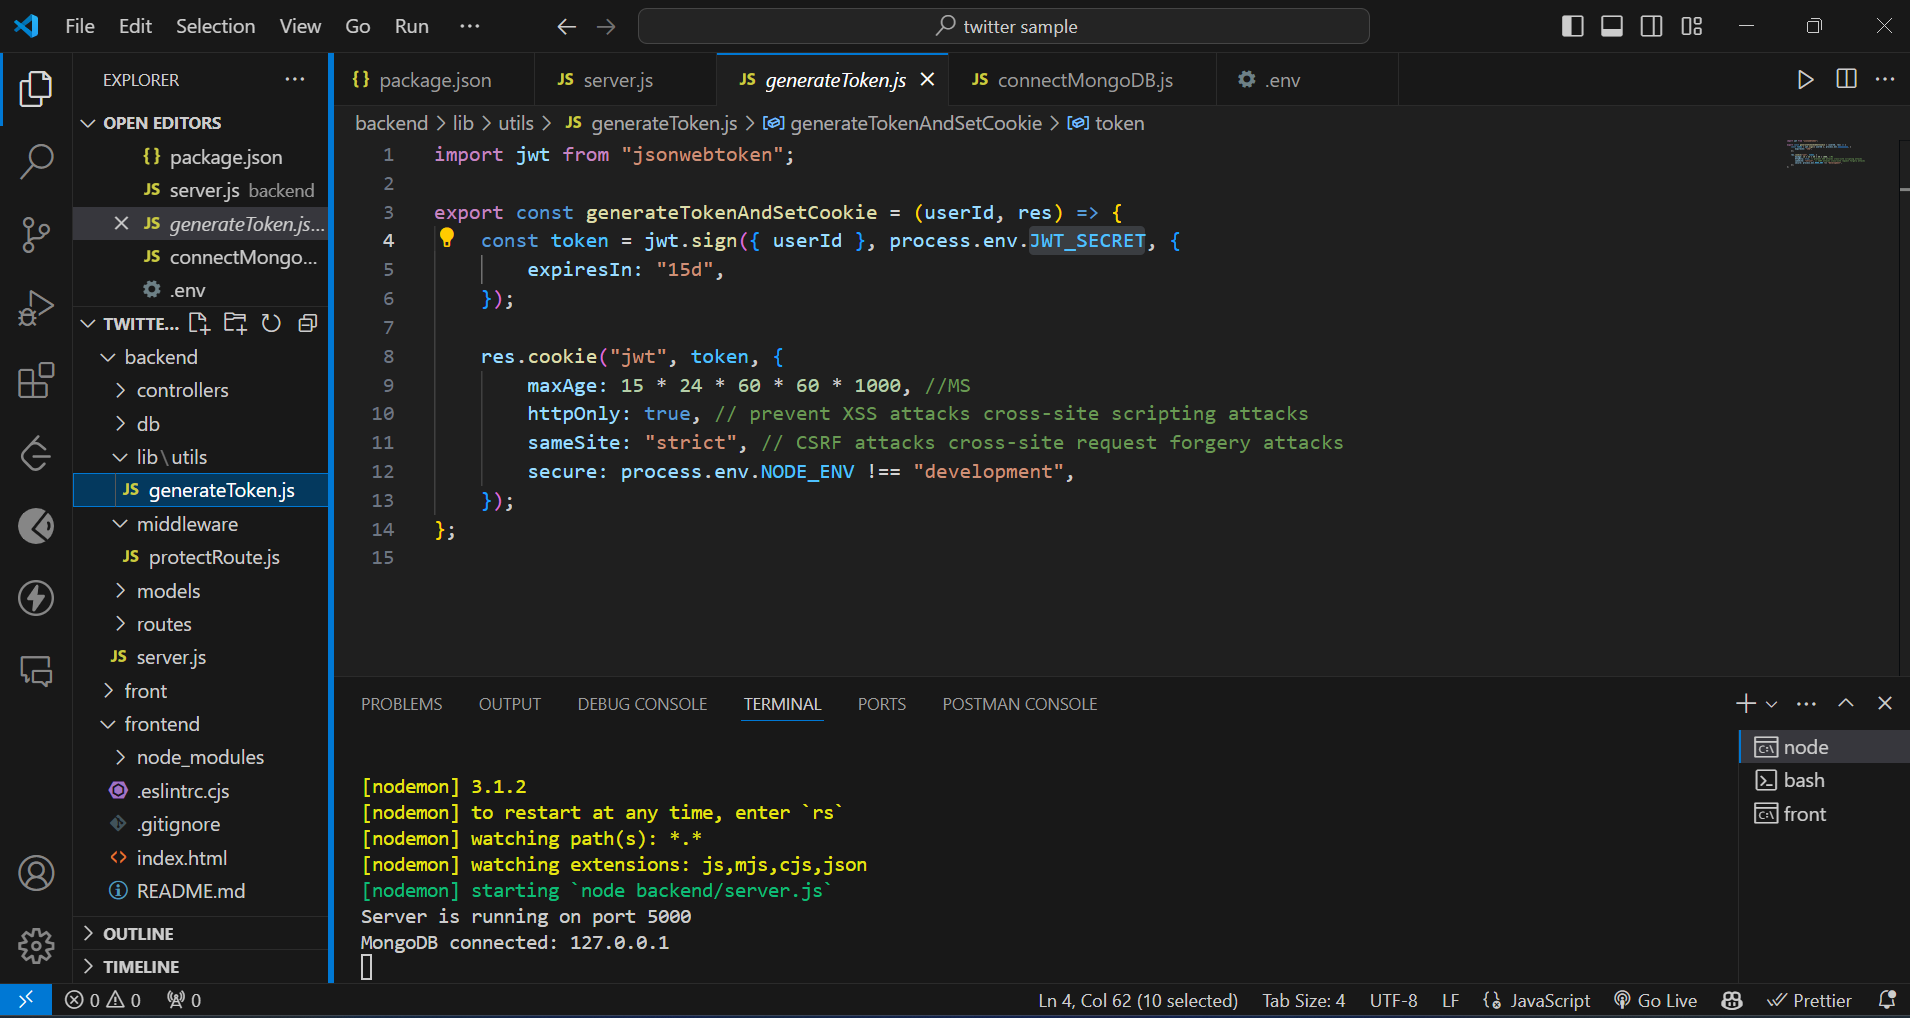 File Edit Selection View Go Run ···
twitter sample
EXPLORER ···
OPEN EDITORS
{} package.json
JS server.js backend
JS generateToken.js...
JS connectMongo...
.env
TWITTE...
backend
controllers
db
lib\utils
JS generateToken.js
middleware
JS protectRoute.js
models
routes
JS server.js
front
frontend
node_modules
.eslintrc.cjs
.gitignore
<> index.html
README.md
OUTLINE
TIMELINE
{} package.json JS server.js JS generateToken.js JS connectMongoDB.js .env
backend > lib > utils > JS generateToken.js > generateTokenAndSetCookie > token
1 import jwt from "jsonwebtoken";
2
3 export const generateTokenAndSetCookie = (userId, res) => {
4 const token = jwt.sign({ userId }, process.env.JWT_SECRET, {
5 expiresIn: "15d",
6 });
7
8 res.cookie("jwt", token, {
9 maxAge: 15 * 24 * 60 * 60 * 1000, //MS
10 httpOnly: true, // prevent XSS attacks cross-site scripting attacks
11 sameSite: "strict", // CSRF attacks cross-site request forgery attacks
12 secure: process.env.NODE_ENV !== "development",
13 });
14 };
15
PROBLEMS OUTPUT DEBUG CONSOLE TERMINAL PORTS POSTMAN CONSOLE
[nodemon] 3.1.2
[nodemon] to restart at any time, enter `rs`
[nodemon] watching path(s): *.*
[nodemon] watching extensions: js,mjs,cjs,json
[nodemon] starting `node backend/server.js`
Server is running on port 5000
MongoDB connected: 127.0.0.1
node
bash
front
0 0 0 Ln 4, Col 62 (10 selected) Tab Size: 4 UTF-8 LF JavaScript Go Live Prettier